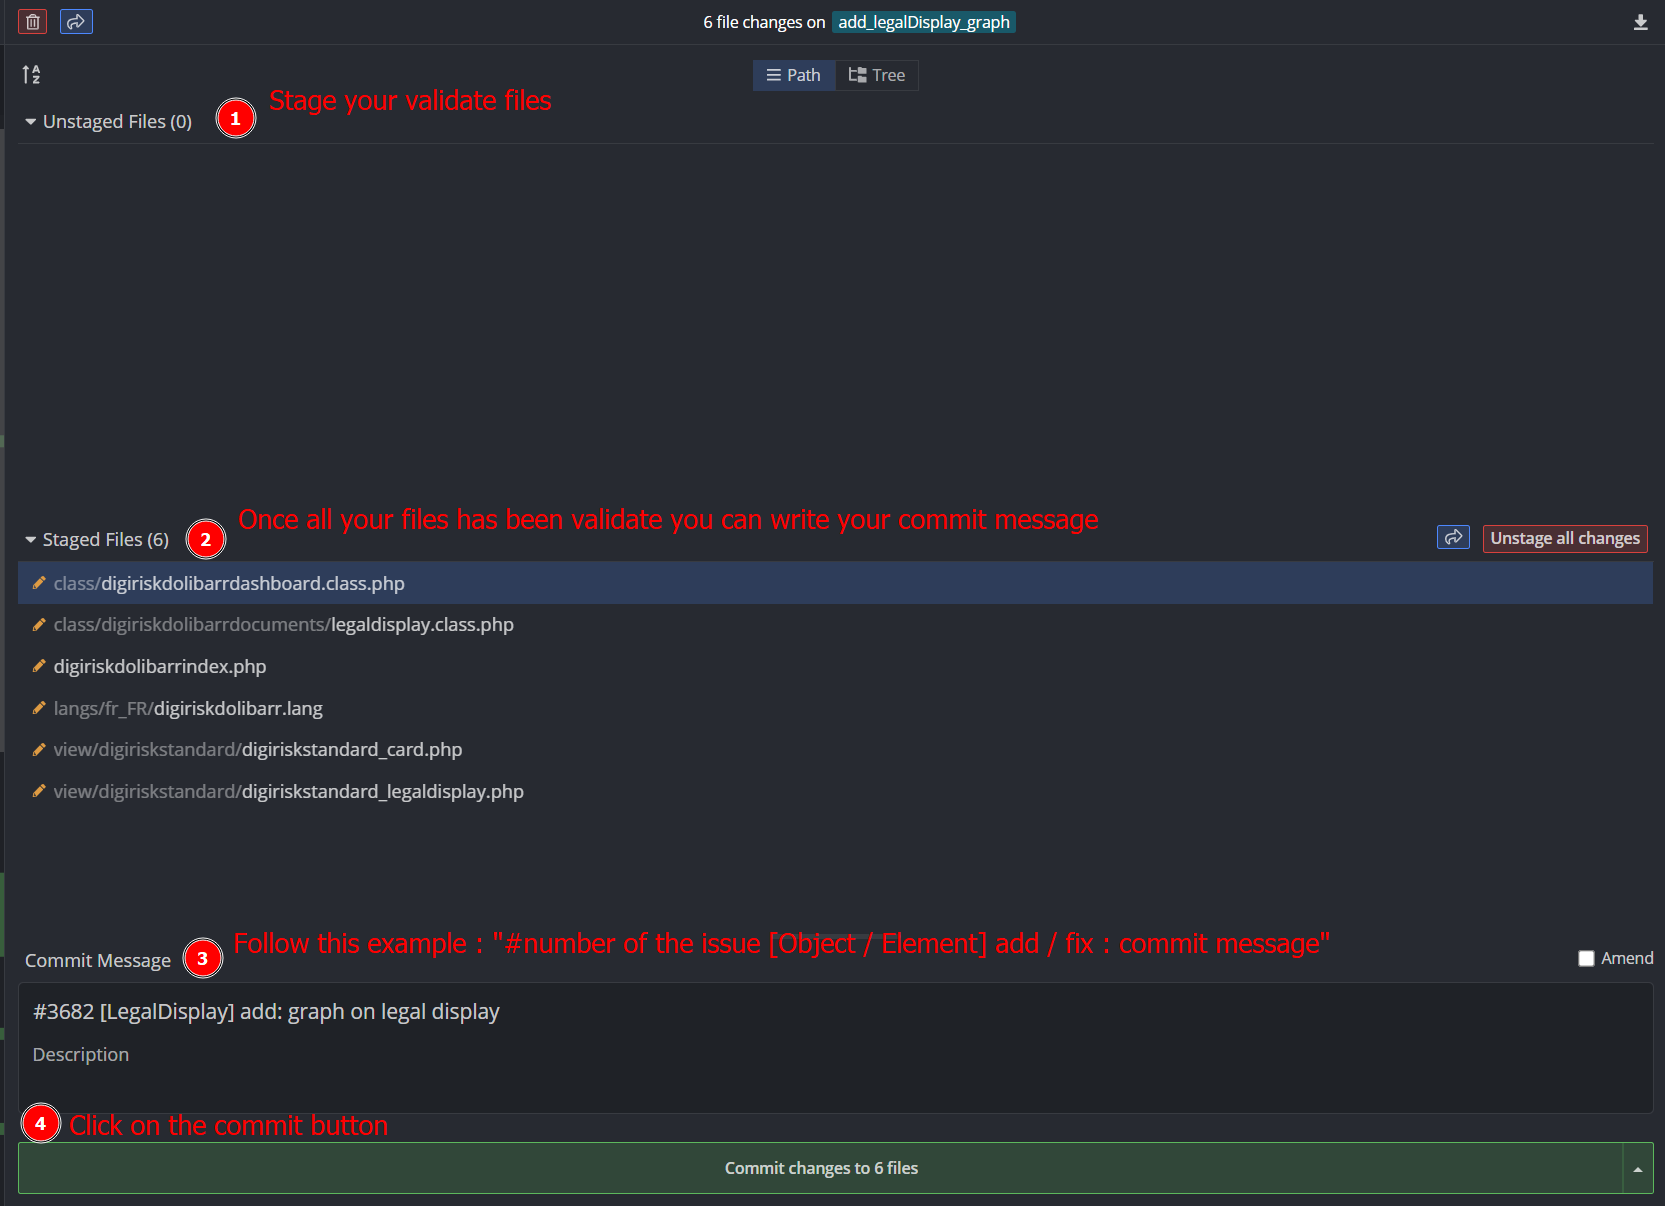 6 file changes on add_legalDisplay_graph
Path Tree
Stage your validate files
Unstaged Files (0) 1
Once all your files has been validate you can write your commit message
Staged Files (6) 2 Unstage all changes
class/digiriskdolibarrdashboard.class.php
class/digiriskdolibarrdocuments/legaldisplay.class.php
digiriskdolibarrindex.php
langs/fr_FR/digiriskdolibarr.lang
view/digiriskstandard/digiriskstandard_card.php
view/digiriskstandard/digiriskstandard_legaldisplay.php
Follow this example : "#number of the issue [Object / Element] add / fix : commit message"
Commit Message 3 Amend
#3682 [LegalDisplay] add: graph on legal display
Description
4 Click on the commit button
Commit changes to 6 files